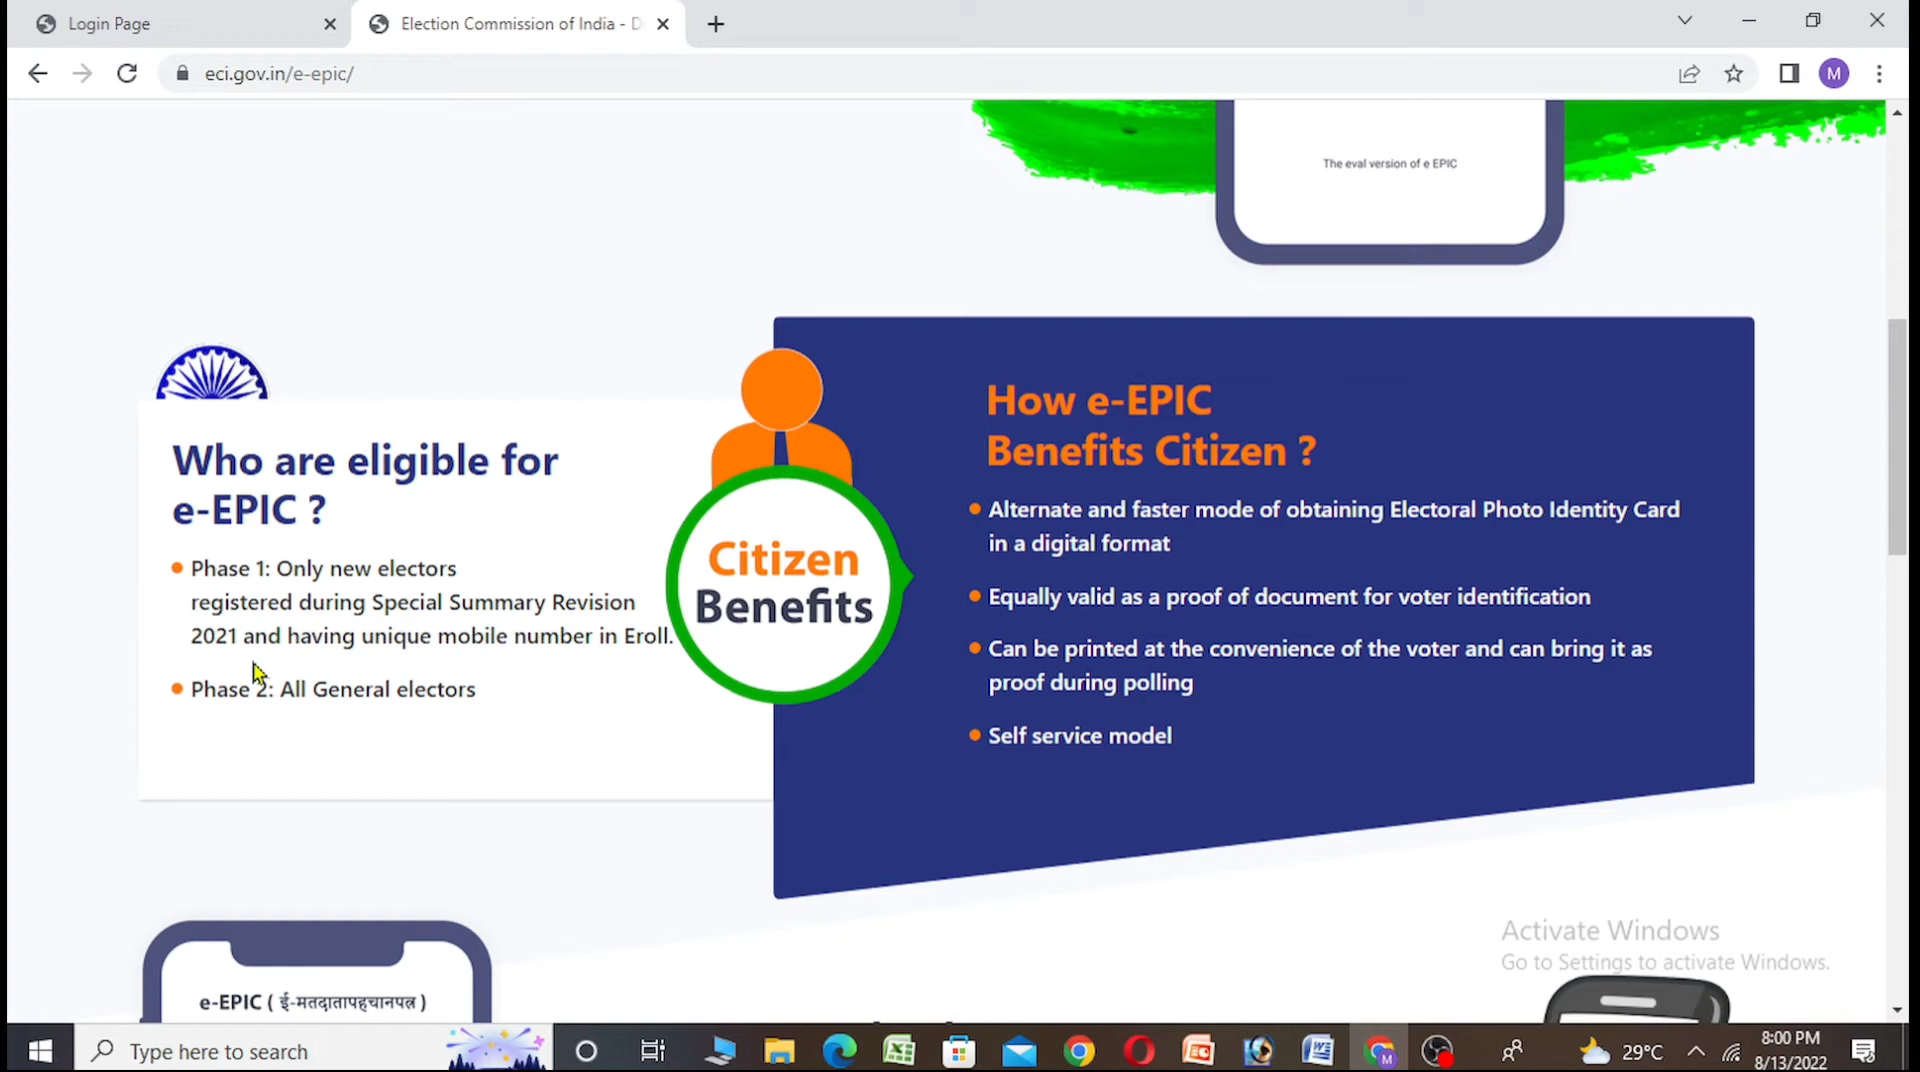 Login Page
Election Commission of India - D
eci.gov.in/e-epic/
M
The eval version of e EPIC
Who are eligible for
e-EPIC ?
Phase 1: Only new electors
registered during Special Summary Revision
2021 and having unique mobile number in Eroll.
Phase 2: All General electors
Citizen
Benefits
How e-EPIC
Benefits Citizen ?
Alternate and faster mode of obtaining Electoral Photo Identity Card
in a digital format
Equally valid as a proof of document for voter identification
Can be printed at the convenience of the voter and can bring it as
proof during polling
Self service model
Activate Windows
Go to Settings to activate Windows.
e-EPIC ( ई-मतदातापहचानपत्र )
Type here to search
29°C
8:00 PM
8/13/2022